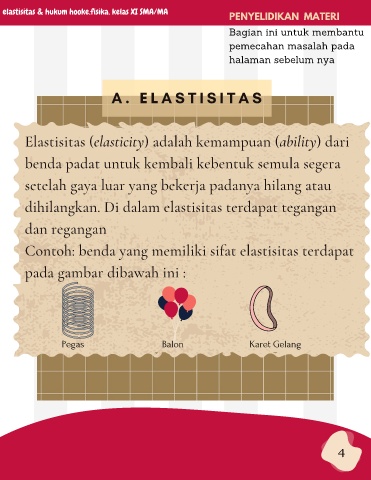 elastisitas & hukum hooke.fisika. kelas XI SMA/MA
PENYELIDIKAN MATERI
Bagian ini untuk membantu
pemecahan masalah pada
halaman sebelum nya
A. ELASTISITAS
Elastisitas (elasticity) adalah kemampuan (ability) dari
benda padat untuk kembali kebentuk semula segera
setelah gaya luar yang bekerja padanya hilang atau
dihilangkan. Di dalam elastisitas terdapat tegangan
dan regangan
Contoh: benda yang memiliki sifat elastisitas terdapat
pada gambar dibawah ini :
Pegas
Balon
Karet Gelang
4